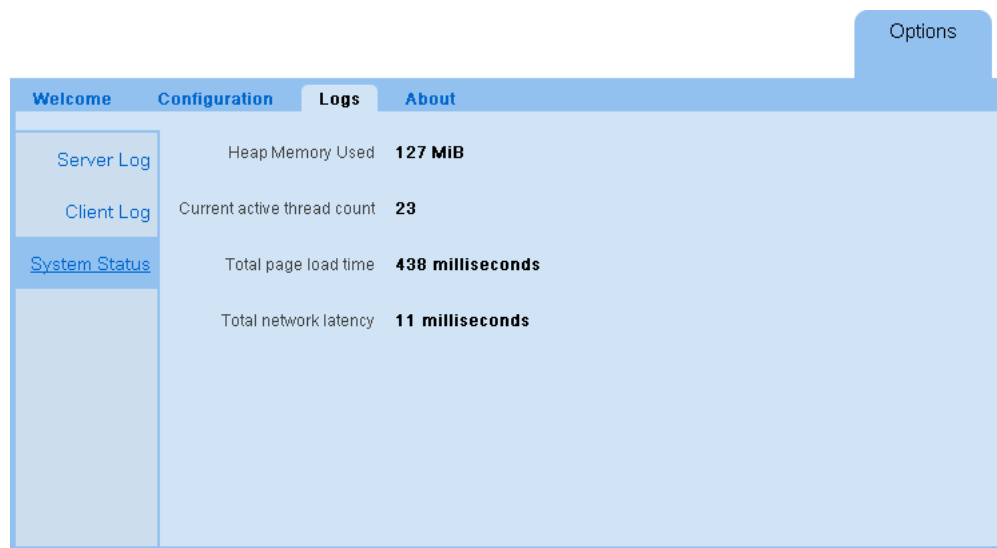 Options
Welcome Configuration Logs About
Server Log
Client Log
System Status
Heap Memory Used 127 MiB
Current active thread count 23
Total page load time 438 milliseconds
Total network latency 11 milliseconds